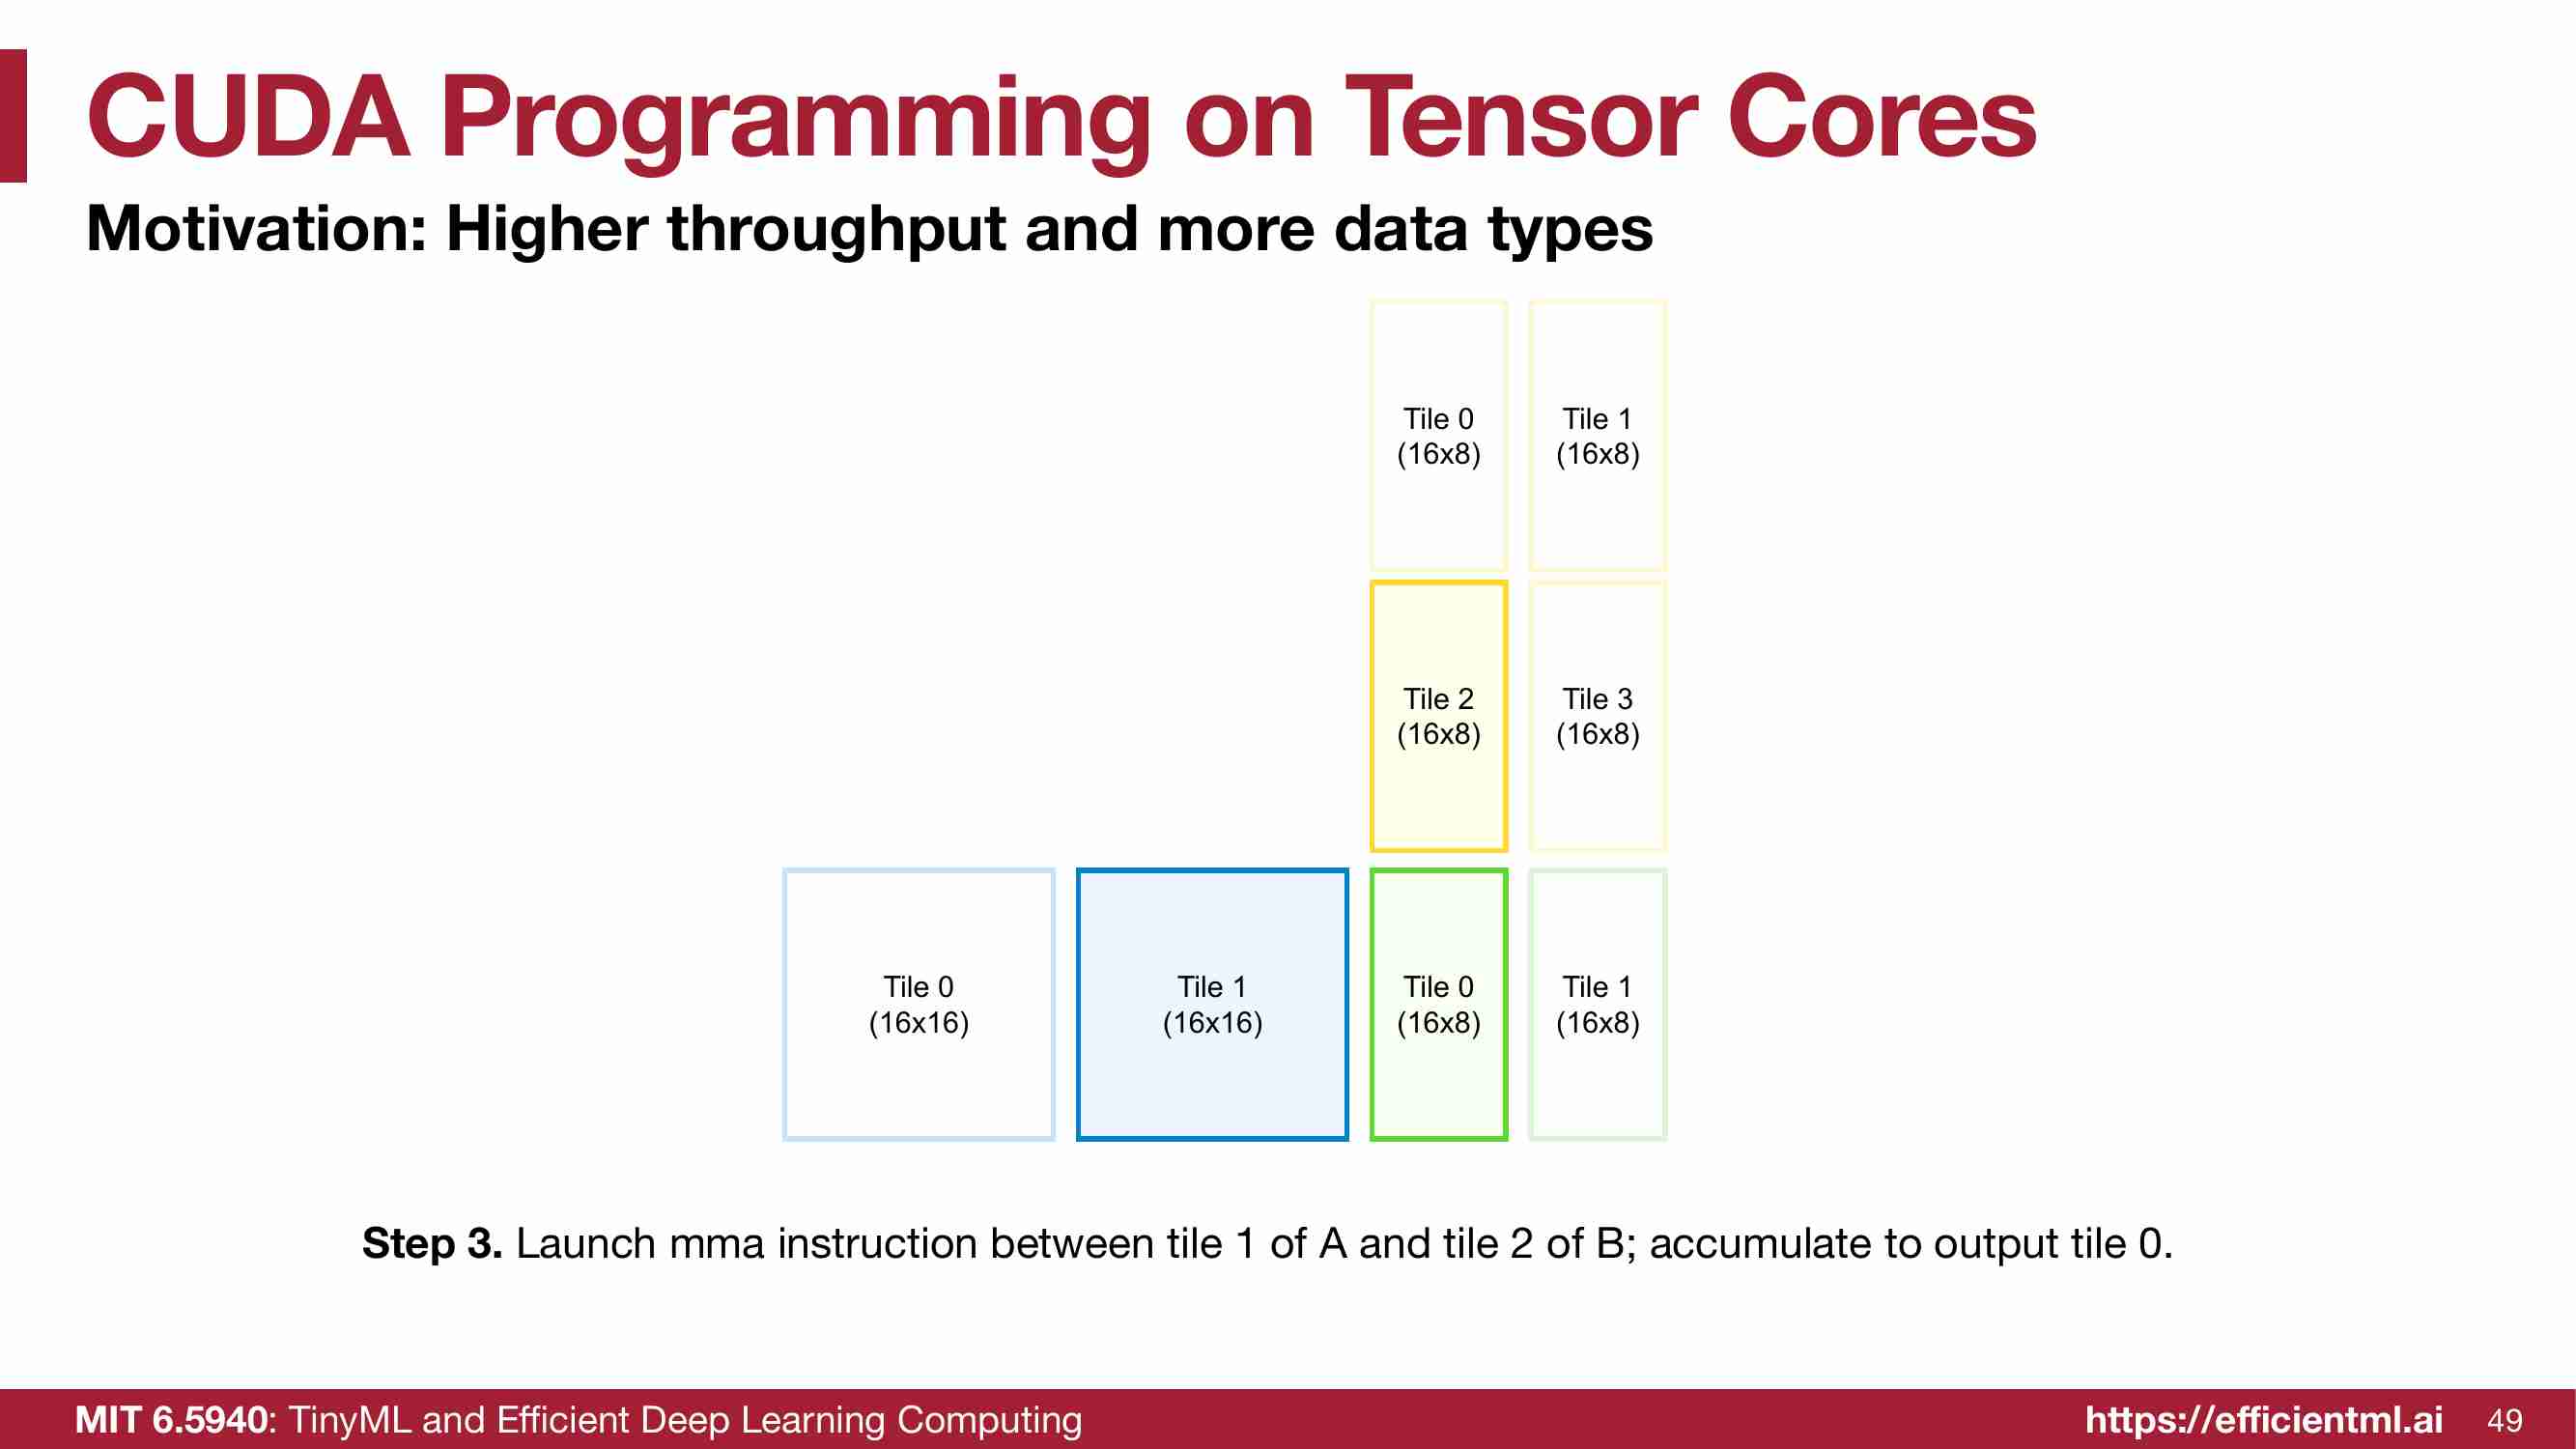 CUDA Programming on Tensor Cores
Motivation: Higher throughput and more data types
Tile 0
(16x8)
Tile 1
(16x8)
Tile 2
(16x8)
Tile 3
(16x8)
Tile 0
(16x16)
Tile 1
(16x16)
Tile 0
(16x8)
Tile 1
(16x8)
Step 3. Launch mma instruction between tile 1 of A and tile 2 of B; accumulate to output tile 0.
MIT 6.5940: TinyML and Efficient Deep Learning Computing
https://efficientml.ai
49